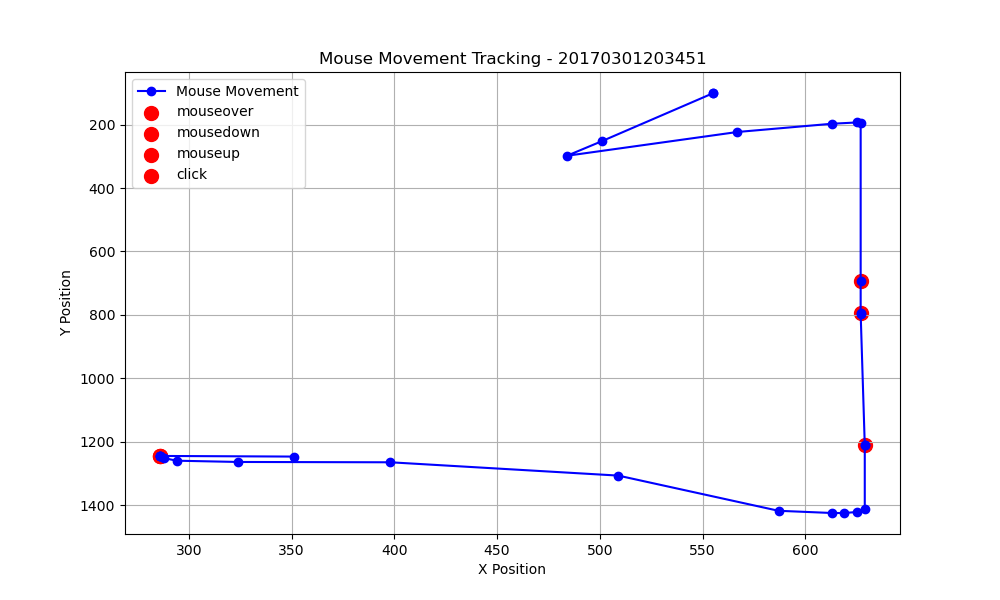 Mouse Movement Tracking - 20170301203451
Mouse Movement
mouseover
mousedown
mouseup
click
200
400
600
800
1000
1200
1400
Y Position
300
350
400
450
500
550
600
X Position